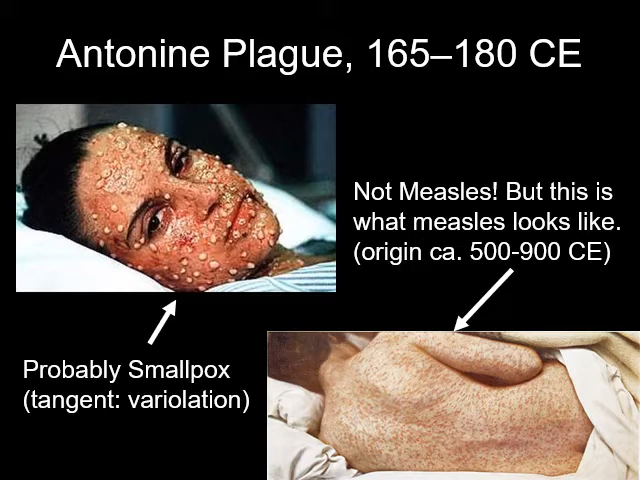 Antonine Plague, 165–180 CE
Not Measles! But this is
what measles looks like.
(origin ca. 500-900 CE)
Probably Smallpox
(tangent: variolation)